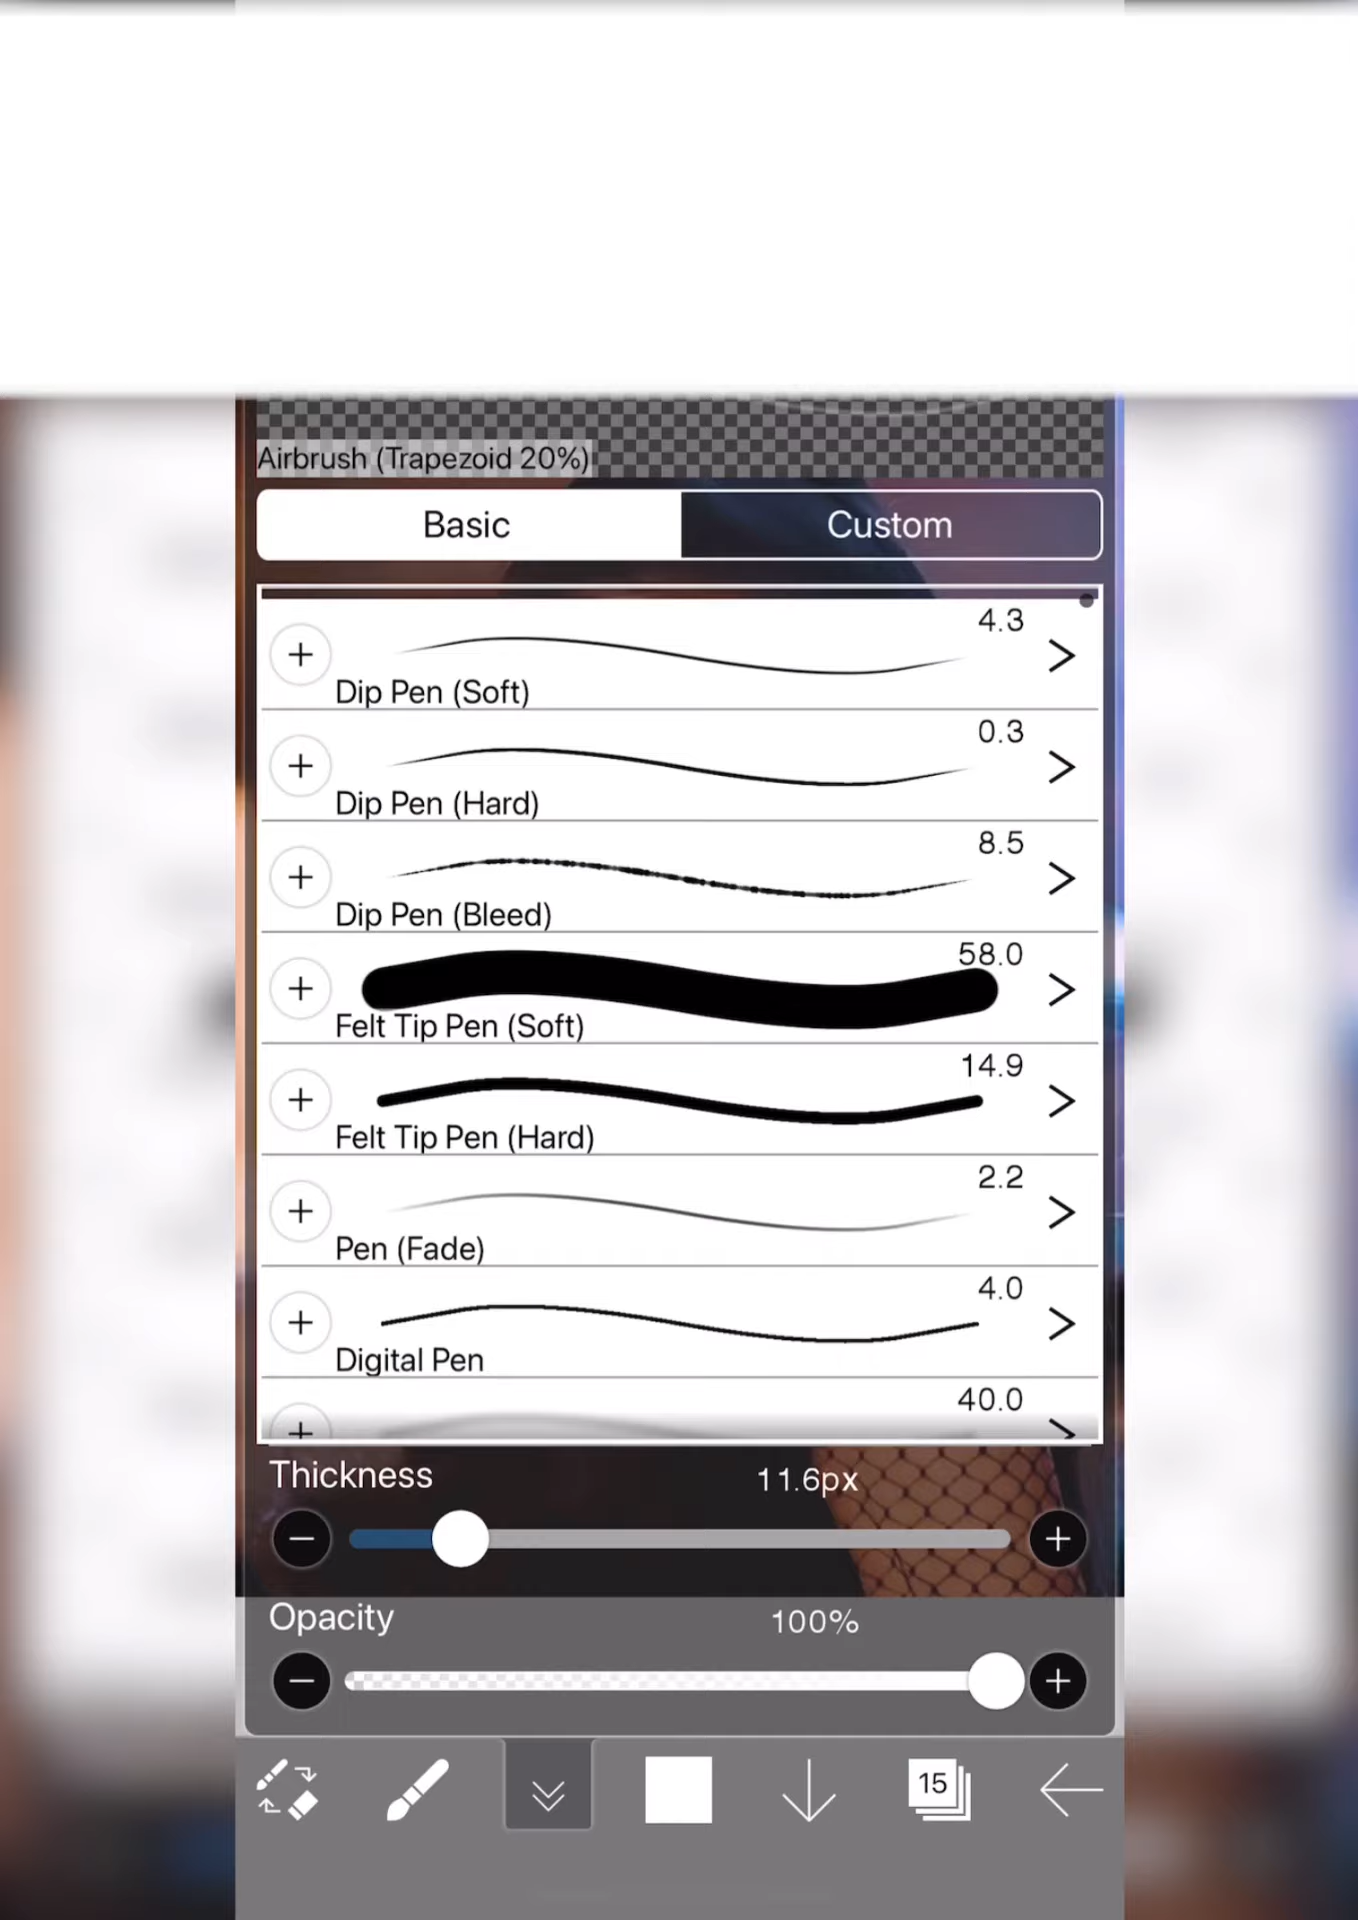 Airbrush (Trapezoid 20%)
Basic
Custom
4.3
Dip Pen (Soft)
0.3
Dip Pen (Hard)
8.5
Dip Pen (Bleed)
58.0
Felt Tip Pen (Soft)
14.9
Felt Tip Pen (Hard)
2.2
Pen (Fade)
4.0
Digital Pen
40.0
Thickness 11.6px
Opacity 100%
15